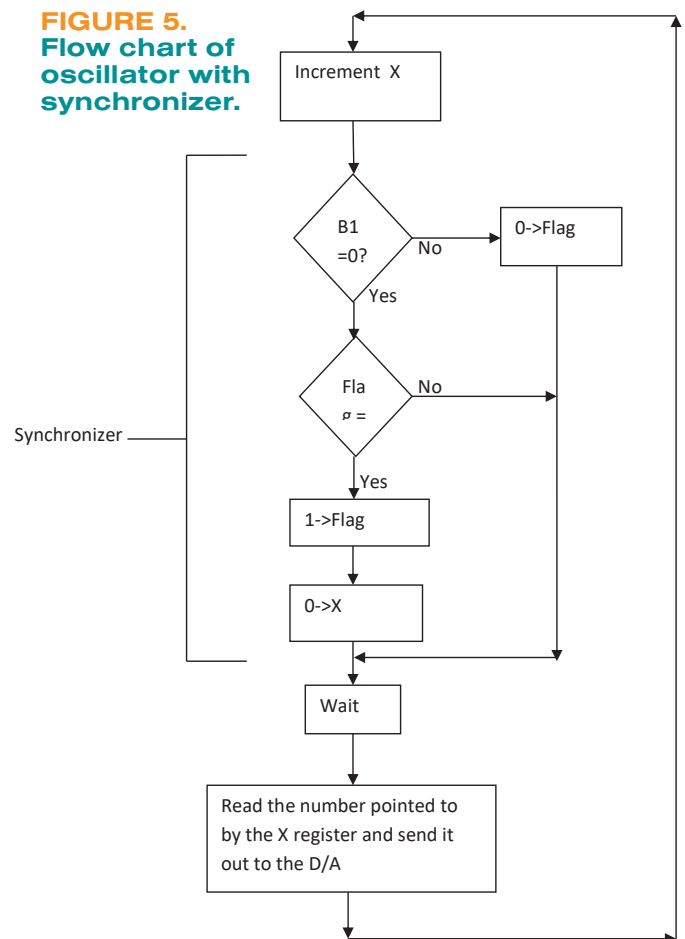 FIGURE 5.
Flow chart of
oscillator with
synchronizer.
Increment X
B1
=0?
No
0->Flag
Yes
Fla
=
No
Synchronizer
Yes
1->Flag
0->X
Wait
Read the number pointed to
by the X register and send it
out to the D/A